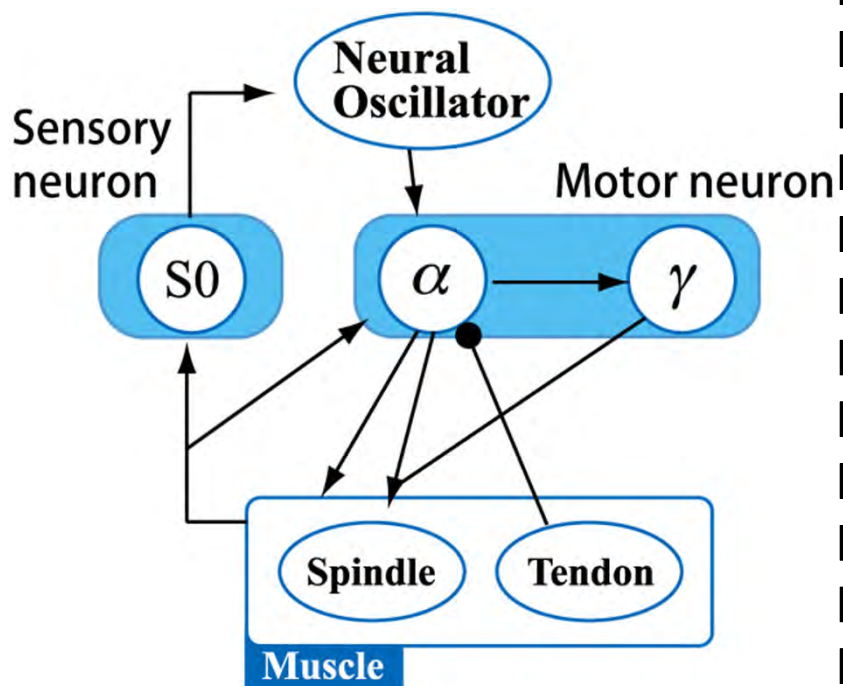 Neural
Oscillator
Sensory
neuron
Motor neuron
S0
α
γ
Spindle
Tendon
Muscle